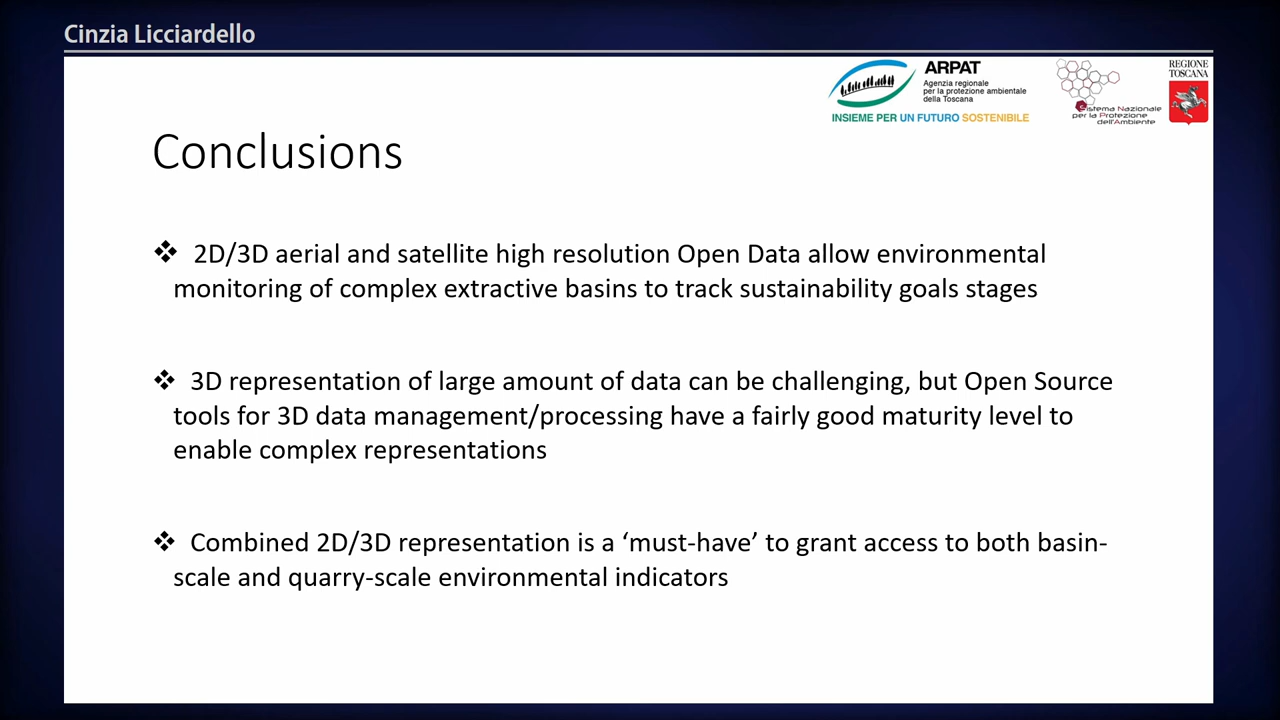 Cinzia Licciardello
ARPAT
Agenzia regionale
per la protezione ambientale
della Toscana
INSIEME PER UN FUTURO SOSTENIBILE
Sistema Nazionale
per la Protezione
dell'Ambiente
REGIONE
TOSCANA
Conclusions
❖ 2D/3D aerial and satellite high resolution Open Data allow environmental
monitoring of complex extractive basins to track sustainability goals stages
❖ 3D representation of large amount of data can be challenging, but Open Source
tools for 3D data management/processing have a fairly good maturity level to
enable complex representations
❖ Combined 2D/3D representation is a ‘must-have’ to grant access to both basin-
scale and quarry-scale environmental indicators